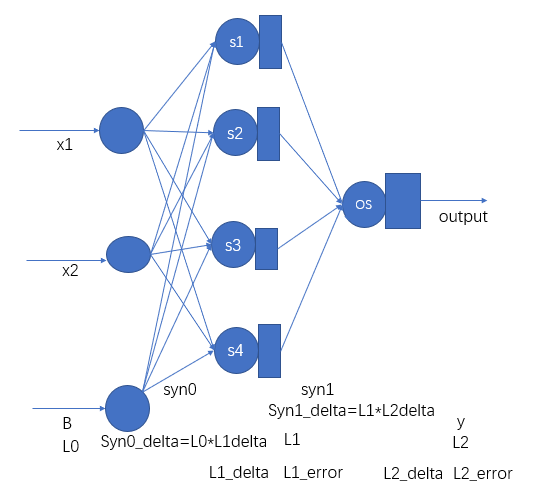 s1
x1
s2
os
output
x2
s3
s4
syn0
syn1
Syn1_delta=L1*L2delta
B
y
L0
Syn0_delta=L0*L1delta
L1
L2
L1_delta
L1_error
L2_delta
L2_error